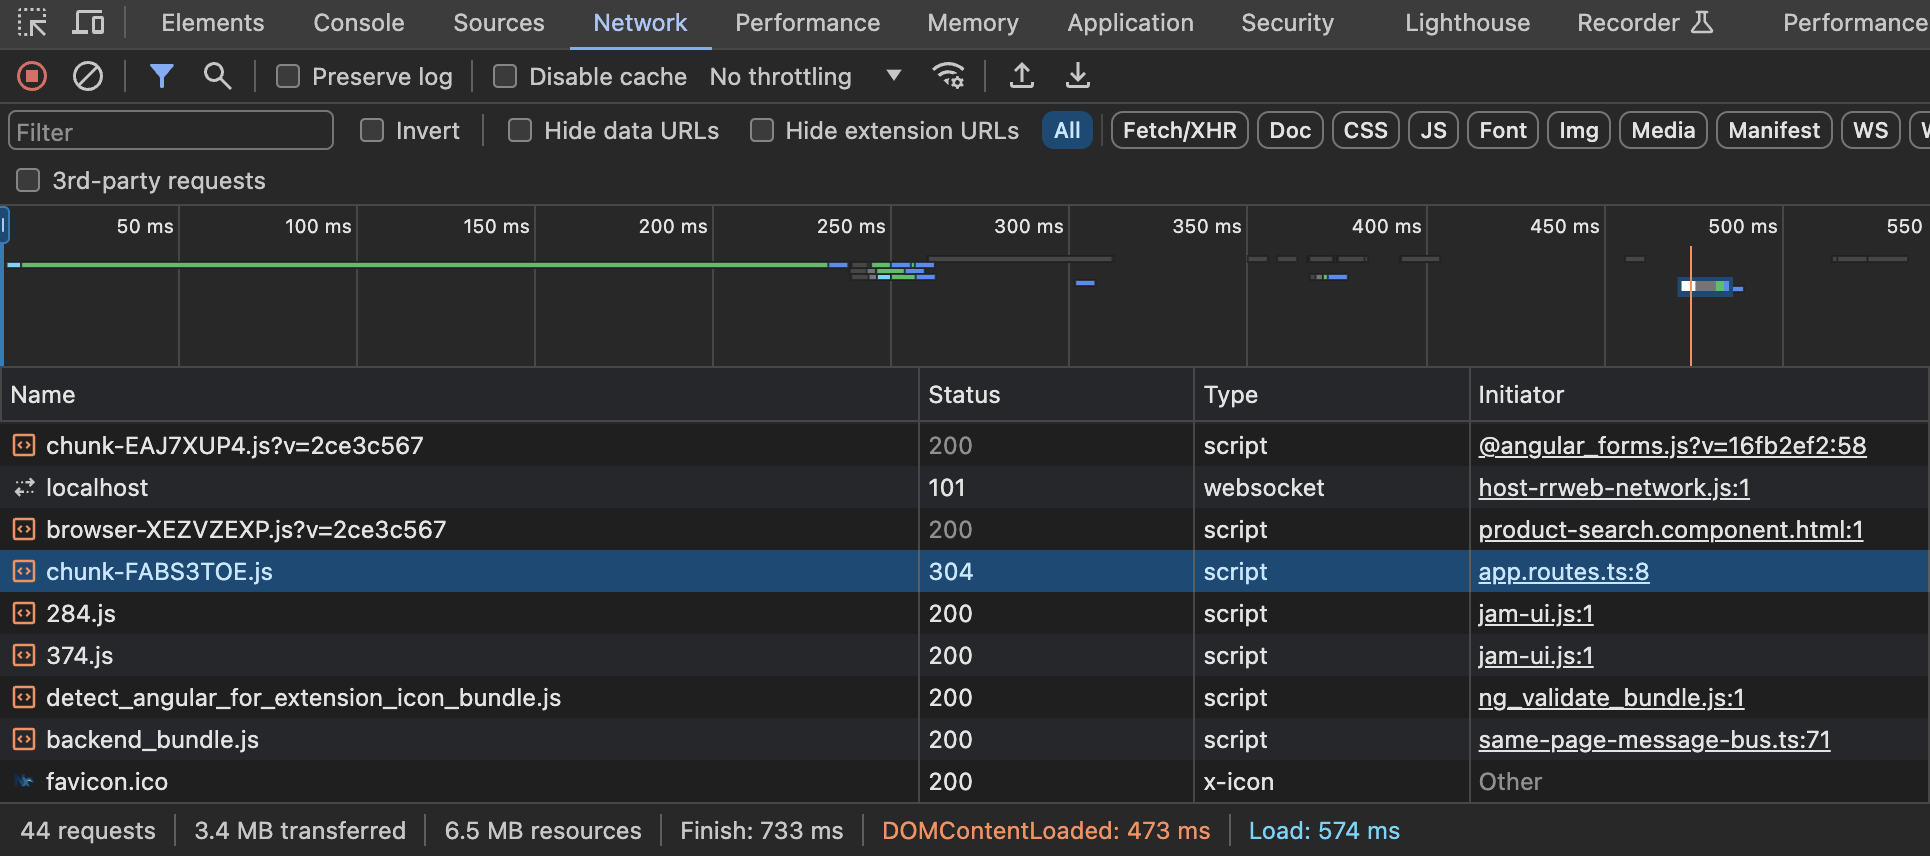 Elements Console Sources Network Performance Memory Application Security Lighthouse Recorder Performance
Preserve log Disable cache No throttling
Filter Invert Hide data URLs Hide extension URLs All Fetch/XHR Doc CSS JS Font Img Media Manifest WS
3rd-party requests
50 ms 100 ms 150 ms 200 ms 250 ms 300 ms 350 ms 400 ms 450 ms 500 ms 550
Name Status Type Initiator
chunk-EAJ7XUP4.js?v=2ce3c567 200 script @angular_forms.js?v=16fb2ef2:58
localhost 101 websocket host-rrweb-network.js:1
browser-XEZVZEXP.js?v=2ce3c567 200 script product-search.component.html:1
chunk-FABS3TOE.js 304 script app.routes.ts:8
284.js 200 script jam-ui.js:1
374.js 200 script jam-ui.js:1
detect_angular_for_extension_icon_bundle.js 200 script ng_validate_bundle.js:1
backend_bundle.js 200 script same-page-message-bus.ts:71
favicon.ico 200 x-icon Other
44 requests 3.4 MB transferred 6.5 MB resources Finish: 733 ms DOMContentLoaded: 473 ms Load: 574 ms